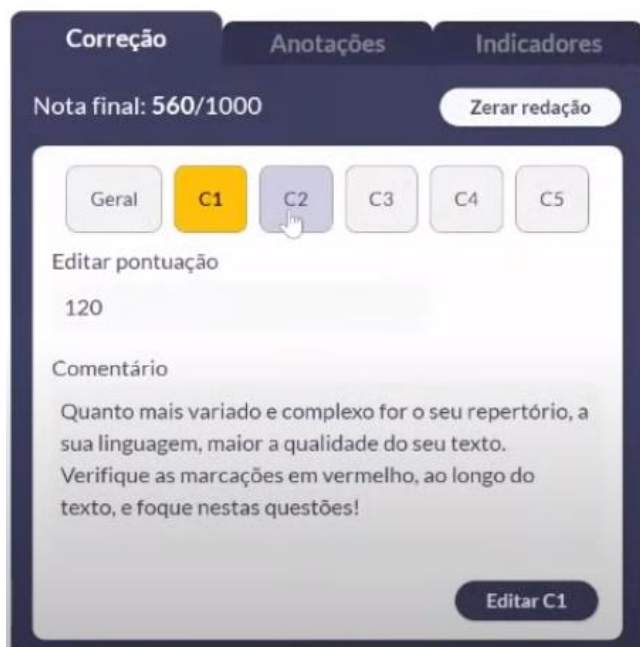 Correção Anotações Indicadores
Nota final: 560/1000 Zerar redação
Geral C1 C2 C3 C4 C5
Editar pontuação
120
Comentário
Quanto mais variado e complexo for o seu repertório, a
sua linguagem, maior a qualidade do seu texto.
Verifique as marcações em vermelho, ao longo do
texto, e foque nestas questões!
Editar C1